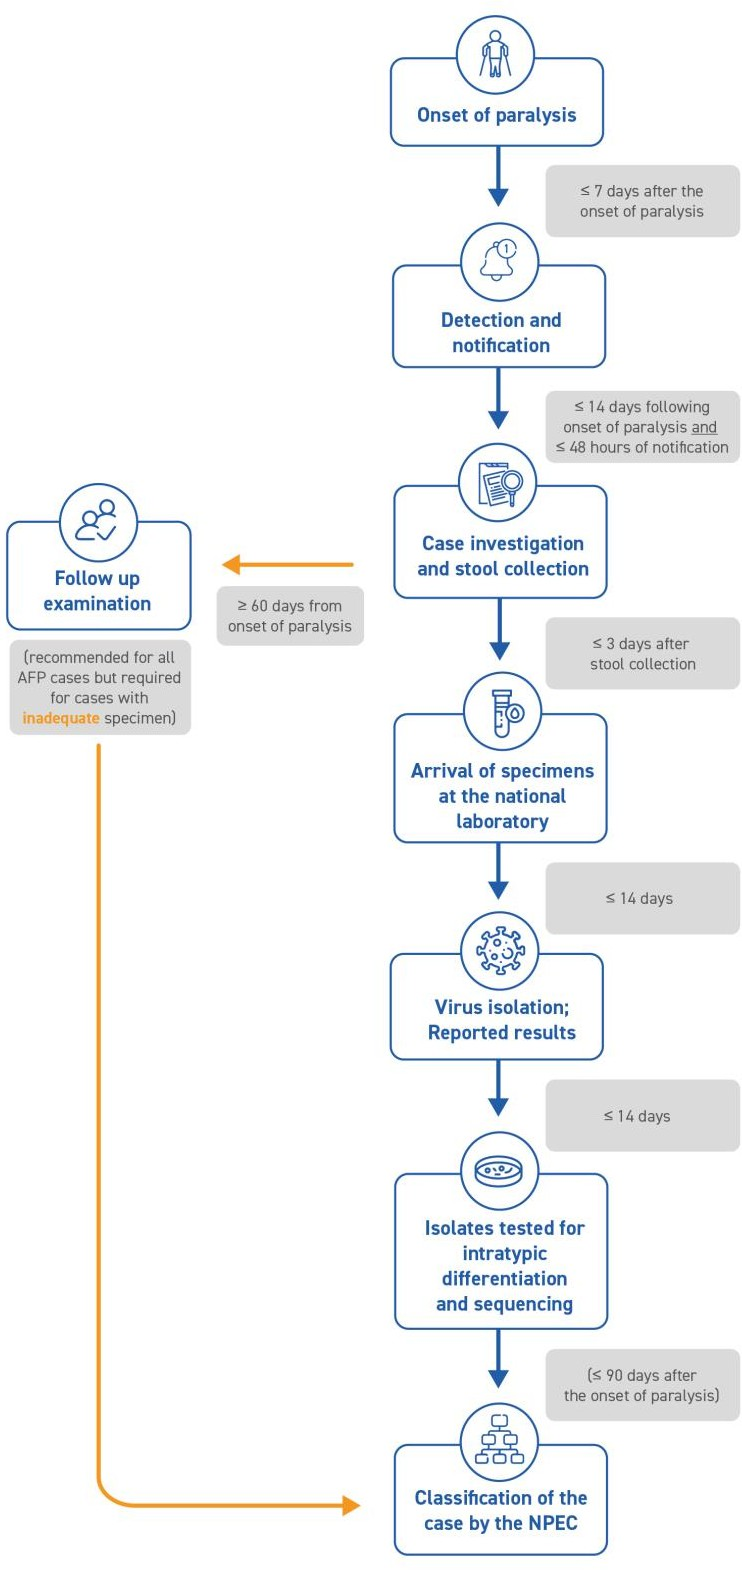 Onset of paralysis
≤ 7 days after the
onset of paralysis
1
Detection and
notification
≤ 14 days following
onset of paralysis and
≤ 48 hours of notification
Case investigation
and stool collection
≥ 60 days from
onset of paralysis
Follow up
examination
(recommended for all
AFP cases but required
for cases with
inadequate specimen)
≤ 3 days after
stool collection
Arrival of specimens
at the national
laboratory
≤ 14 days
Virus isolation;
Reported results
≤ 14 days
Isolates tested for
intratypic
differentiation
and sequencing
(≤ 90 days after
the onset of paralysis)
Classification of the
case by the NPEC